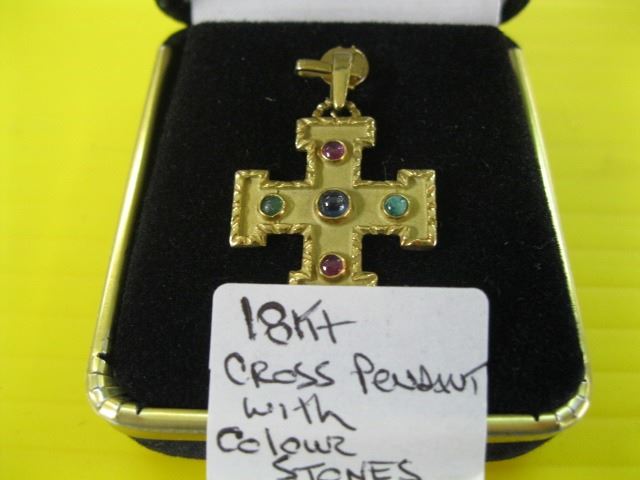 18Kt
CROSS PENDANT
with
Colour
STONES